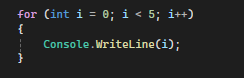 for (int i = 0; i < 5; i++)
{
    Console.WriteLine(i);
}